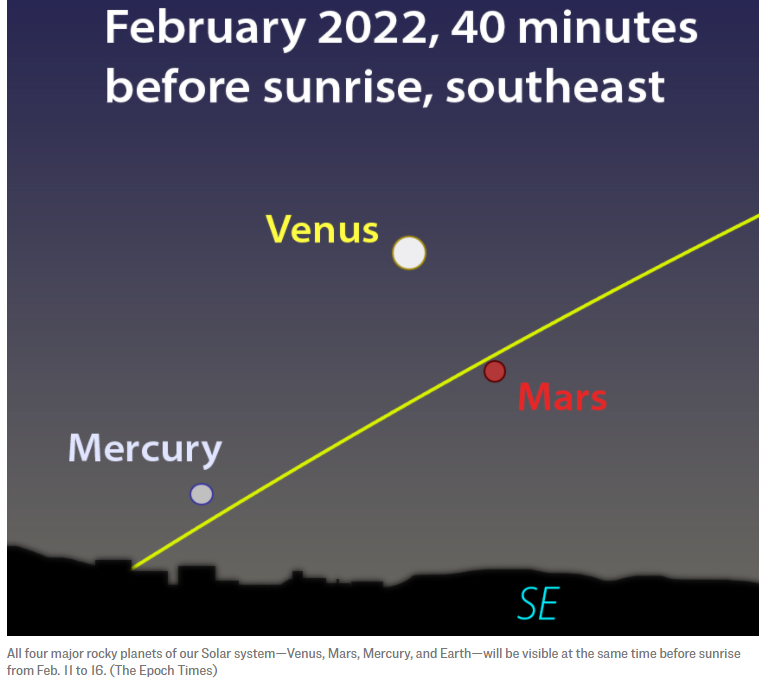 February 2022, 40 minutes
before sunrise, southeast
Venus
Mars
Mercury
SE
All four major rocky planets of our Solar system—Venus, Mars, Mercury, and Earth—will be visible at the same time before sunrise
from Feb. 11 to 16. (The Epoch Times)